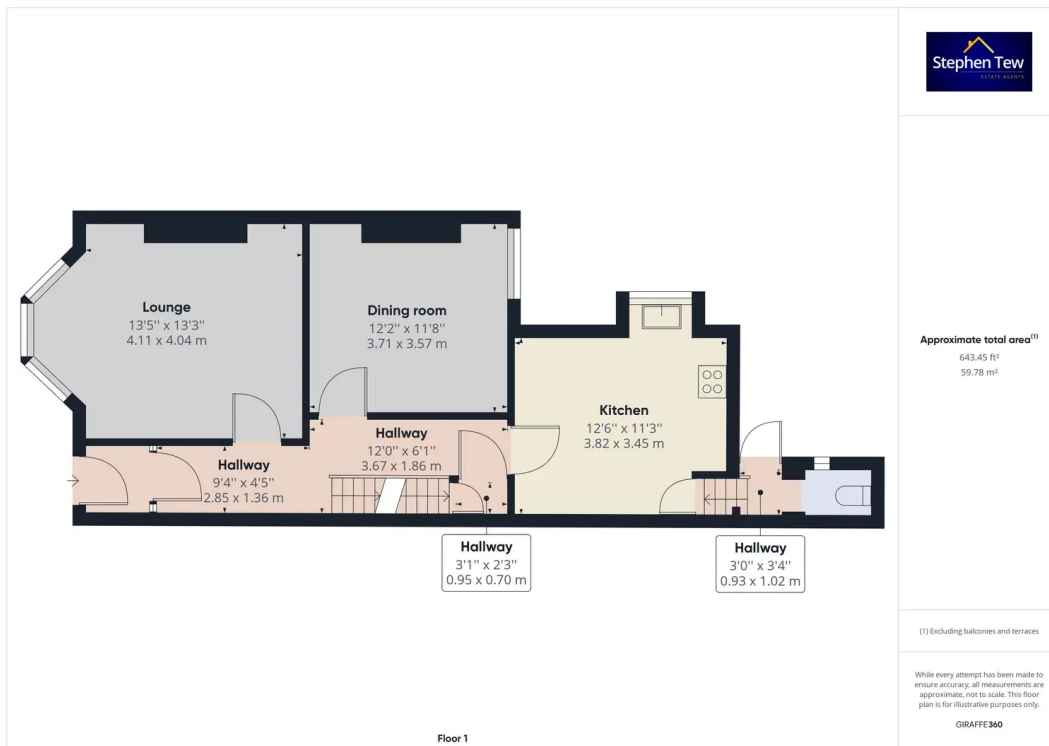 Stephen Tew
ESTATE AGENTS
Lounge
13'5'' x 13'3''
4.11 x 4.04 m
Dining room
12'2'' x 11'8''
3.71 x 3.57 m
Kitchen
12'6'' x 11'3''
3.82 x 3.45 m
Hallway
12'0'' x 6'1''
3.67 x 1.86 m
Hallway
9'4'' x 4'5''
2.85 x 1.36 m
Hallway
3'1'' x 2'3''
0.95 x 0.70 m
Hallway
3'0'' x 3'4''
0.93 x 1.02 m
Floor 1
Approximate total area(1)
643.45 ft²
59.78 m²
(1) Excluding balconies and terraces
While every attempt has been made to
ensure accuracy, all measurements are
approximate, not to scale. This floor
plan is for illustrative purposes only.
GIRAFFE360